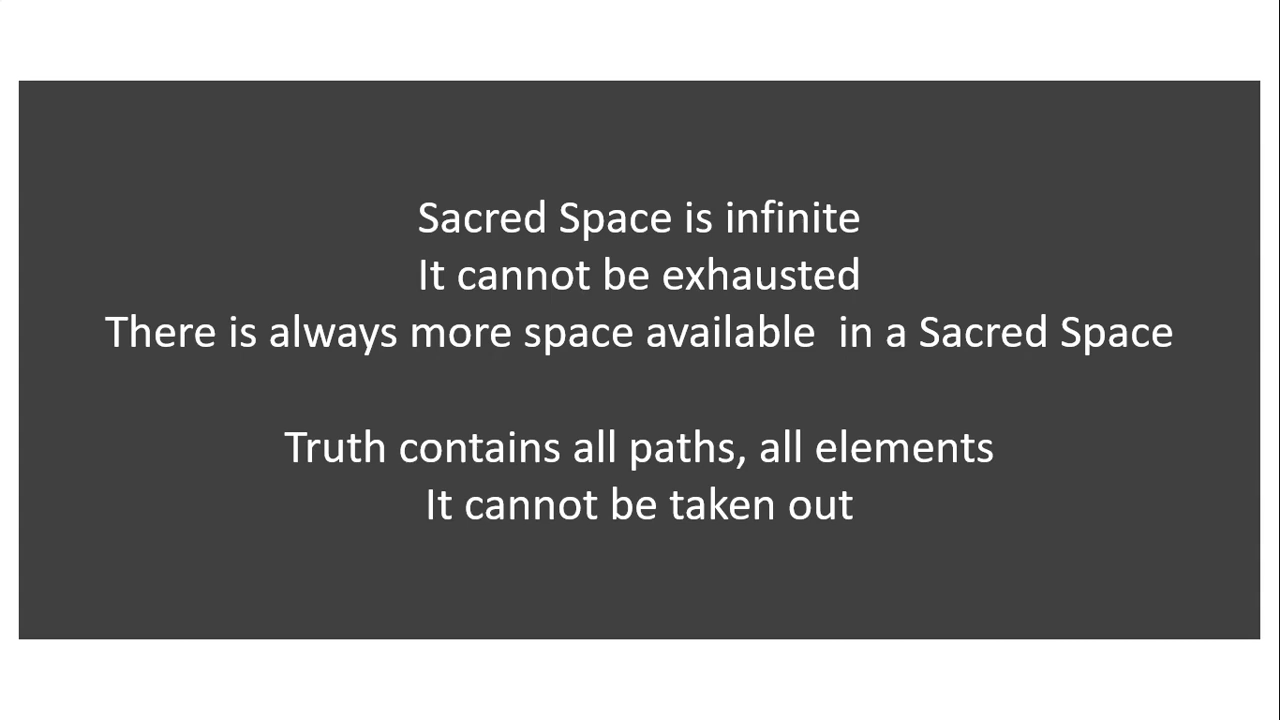 Sacred Space is infinite
It cannot be exhausted
There is always more space available  in a Sacred Space
Truth contains all paths, all elements
It cannot be taken out